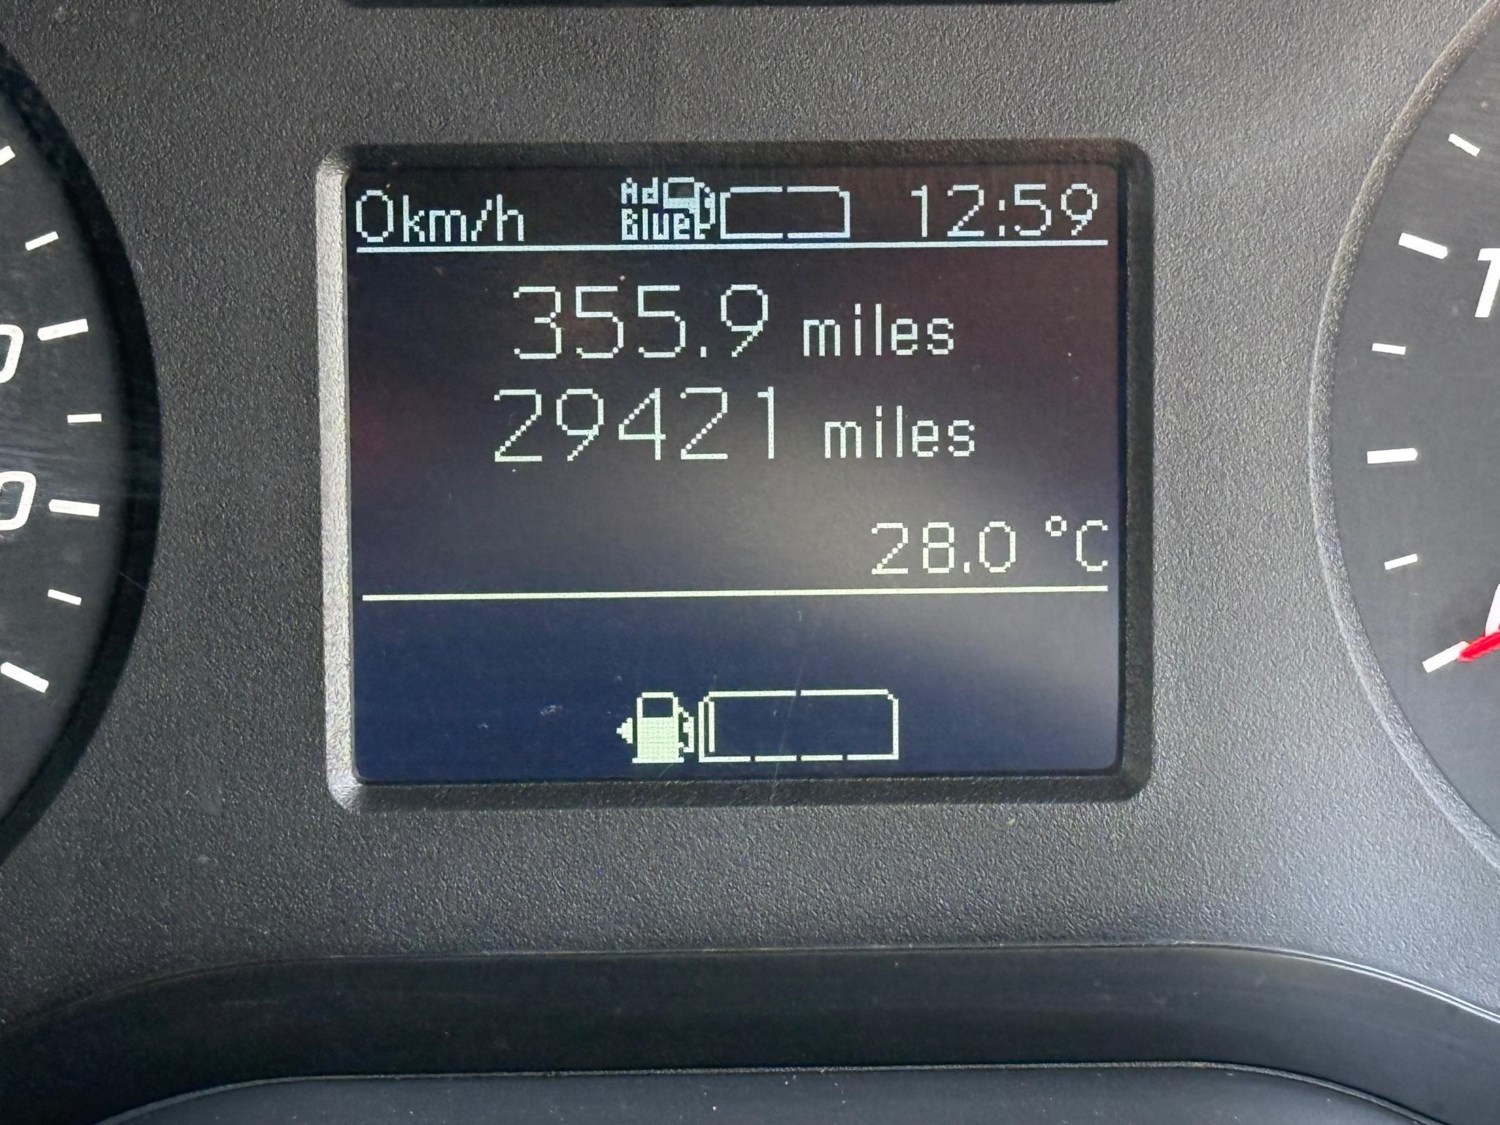 0km/h AdBlue 12:59
355.9 miles
29421 miles
28.0 °C